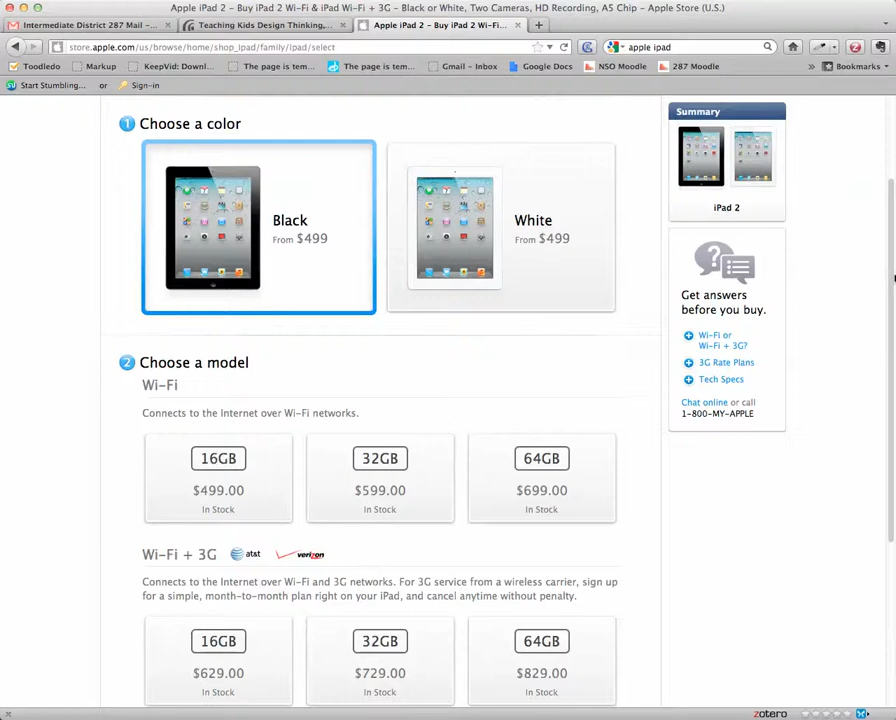 Apple iPad 2 - Buy iPad 2 Wi-Fi & iPad Wi-Fi + 3G - Black or White, Two Cameras, HD Recording, A5 Chip - Apple Store (U.S.)
Intermediate District 287 Mail -...
Teaching Kids Design Thinking,...
Apple iPad 2 - Buy iPad 2 Wi-Fi...
store.apple.com/us/browse/home/shop_ipad/family/ipad/select
apple ipad
Toodledo
Markup
KeepVid: Downl...
The page is tem...
The page is tem...
Gmail - Inbox
Google Docs
NSO Moodle
287 Moodle
Bookmarks
Start Stumbling...
or
Sign-in
1 Choose a color
Black
From $499
White
From $499
2 Choose a model
Wi-Fi
Connects to the Internet over Wi-Fi networks.
16GB
$499.00
In Stock
32GB
$599.00
In Stock
64GB
$699.00
In Stock
Wi-Fi + 3G at&t verizon
Connects to the Internet over Wi-Fi and 3G networks. For 3G service from a wireless carrier, sign up
for a simple, month-to-month plan right on your iPad, and cancel anytime without penalty.
16GB
$629.00
In Stock
32GB
$729.00
In Stock
64GB
$829.00
In Stock
Summary
iPad 2
Get answers
before you buy.
Wi-Fi or
Wi-Fi + 3G?
3G Rate Plans
Tech Specs
Chat online or call
1-800-MY-APPLE
zotero